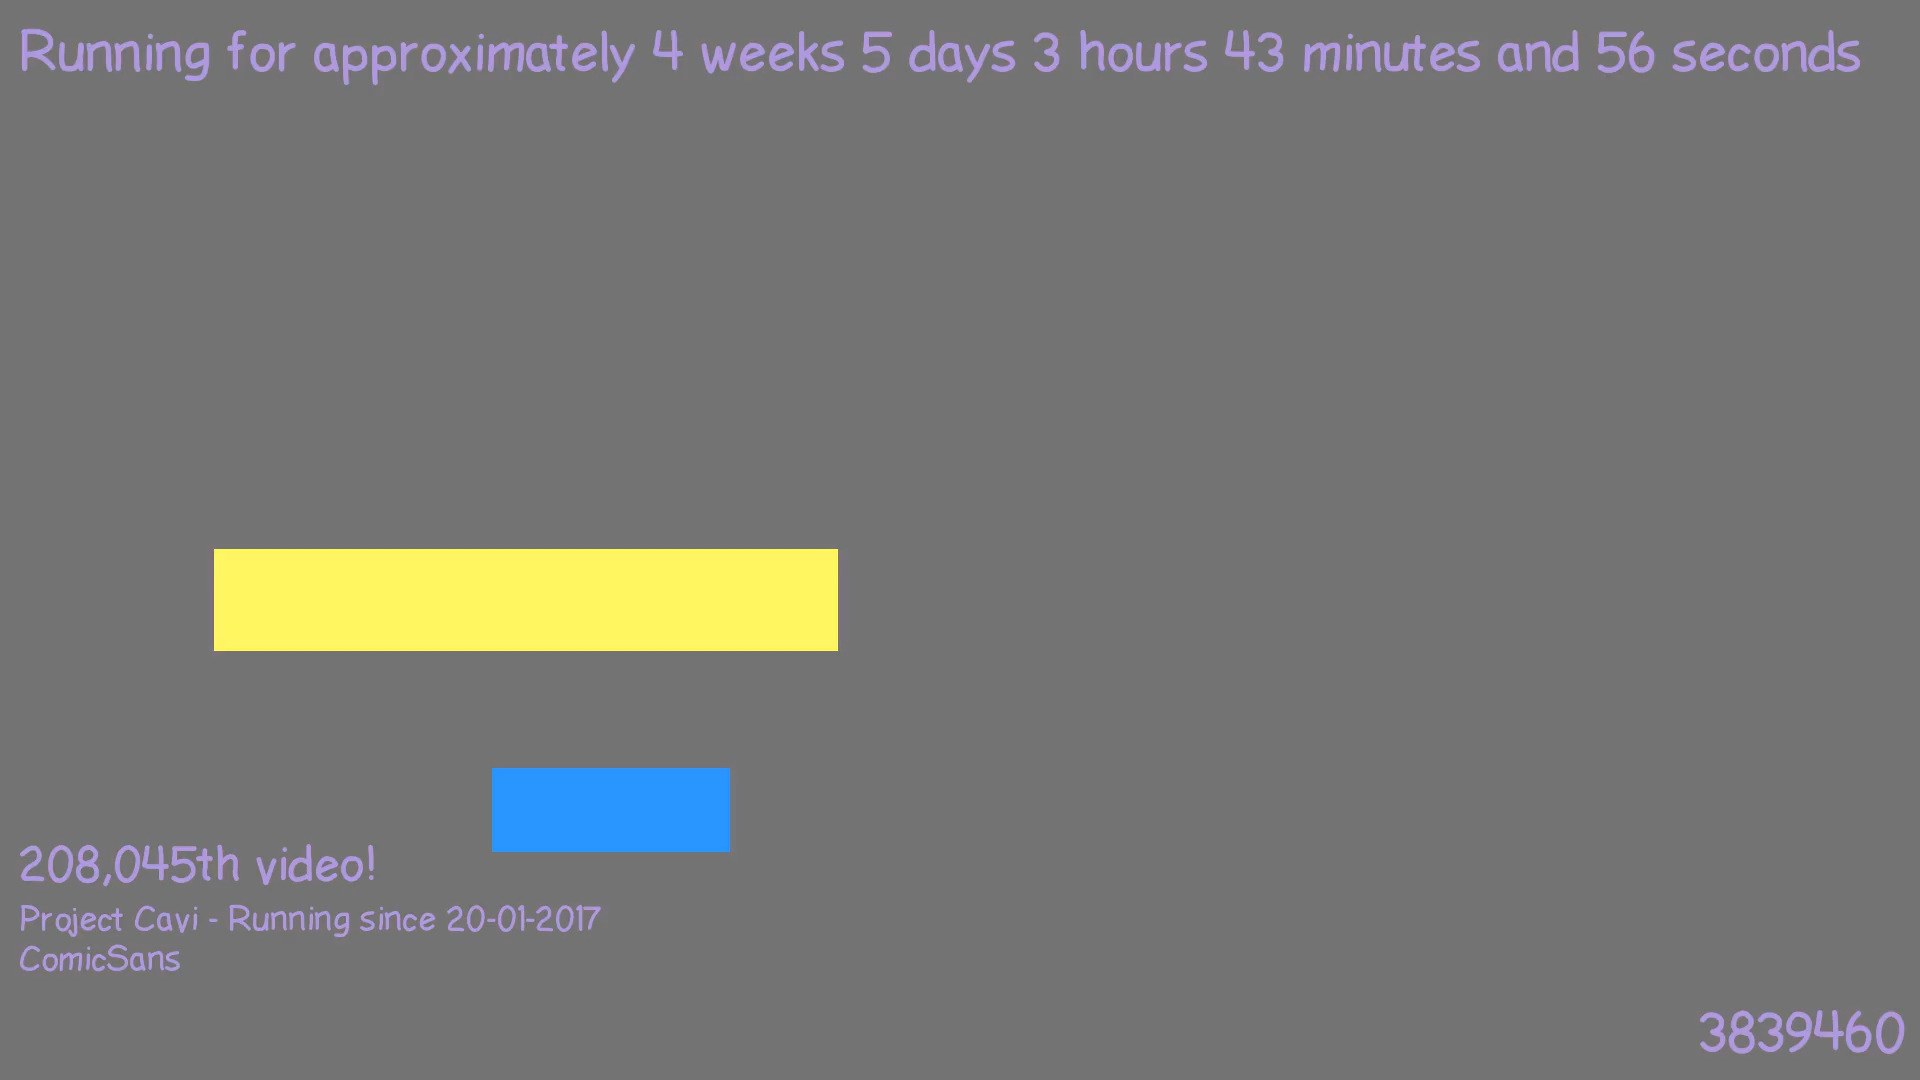 Running for approximately 4 weeks 5 days 3 hours 43 minutes and 56 seconds
208,045th video!
Project Cavi - Running since 20-01-2017
ComicSans
3839460